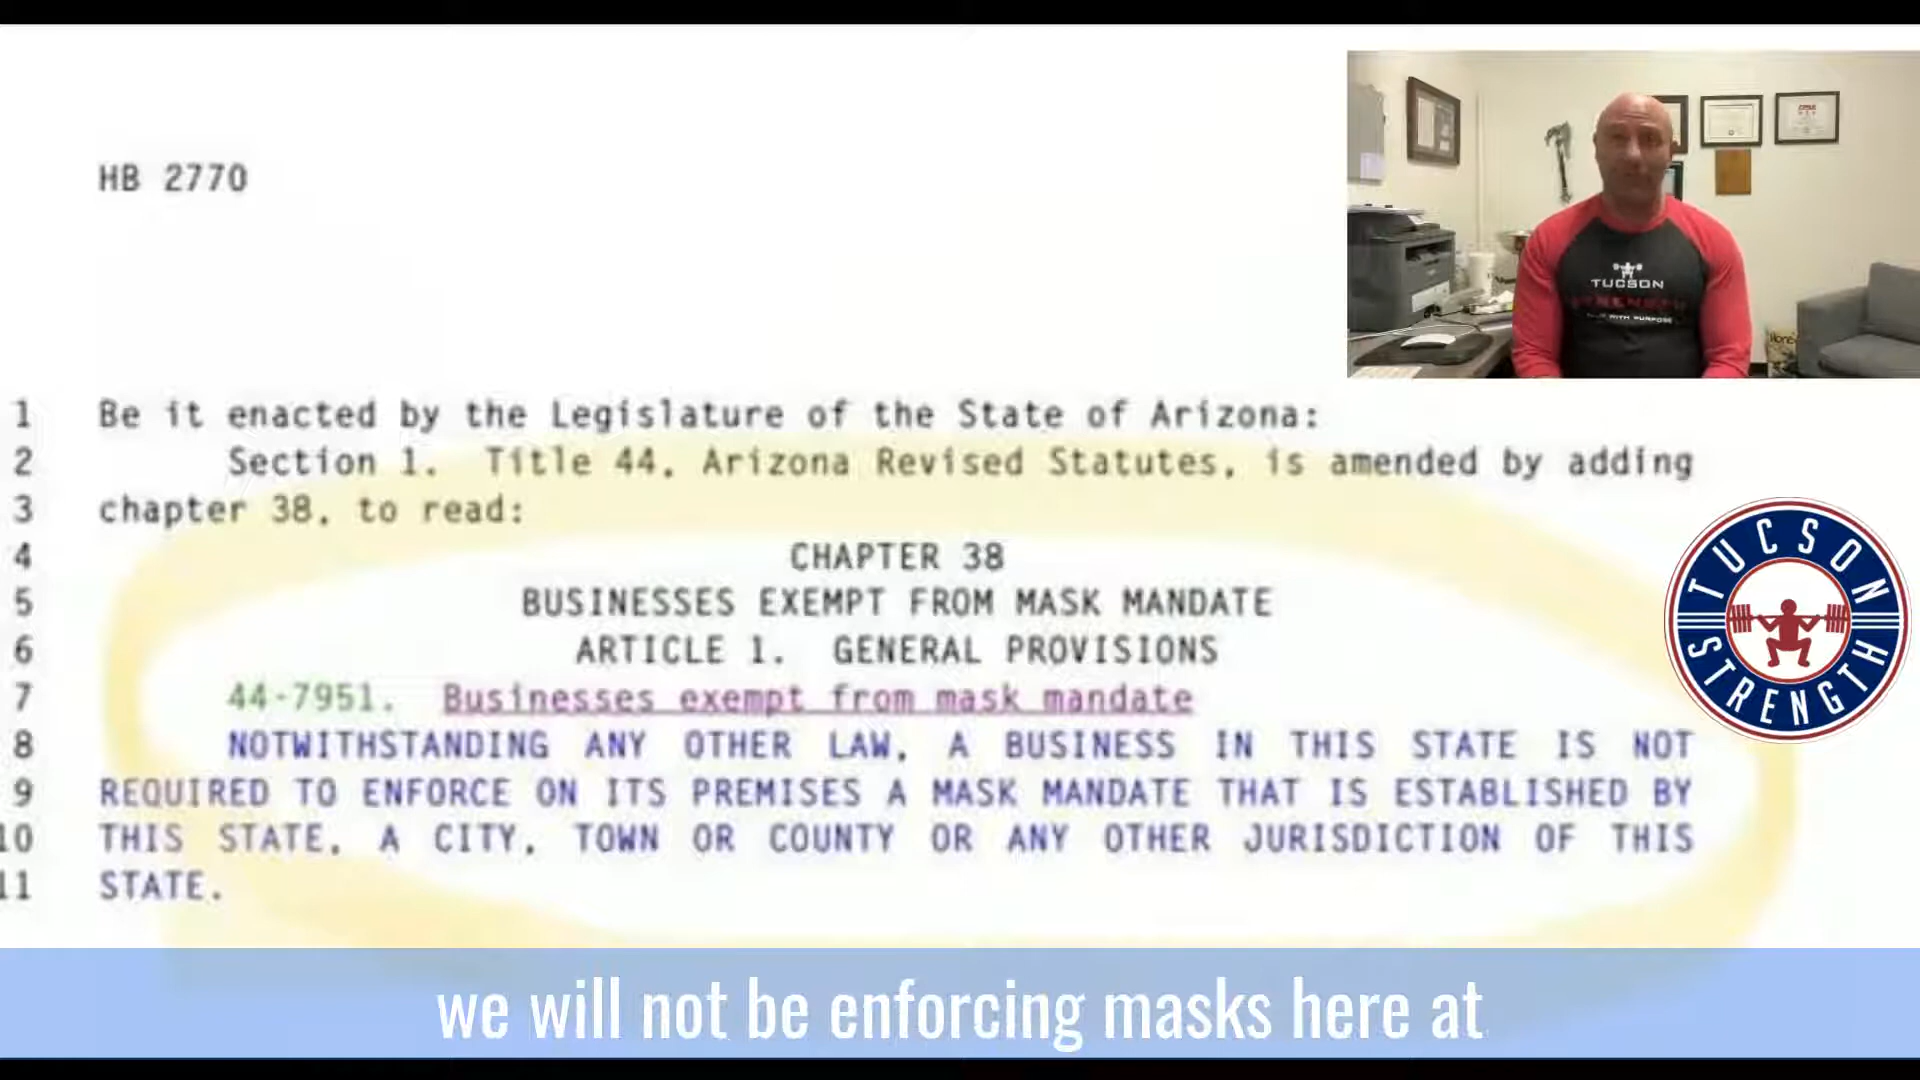 HB 2770
1 Be it enacted by the Legislature of the State of Arizona:
2 Section 1. Title 44, Arizona Revised Statutes, is amended by adding
3 chapter 38, to read:
4 CHAPTER 38
5 BUSINESSES EXEMPT FROM MASK MANDATE
6 ARTICLE 1. GENERAL PROVISIONS
7 44-7951. Businesses exempt from mask mandate
8 NOTWITHSTANDING ANY OTHER LAW, A BUSINESS IN THIS STATE IS NOT
9 REQUIRED TO ENFORCE ON ITS PREMISES A MASK MANDATE THAT IS ESTABLISHED BY
10 THIS STATE, A CITY, TOWN OR COUNTY OR ANY OTHER JURISDICTION OF THIS
11 STATE.
TUCSON
STRENGTH
TUCSON
STRENGTH
WITH PURPOSE
we will not be enforcing masks here at